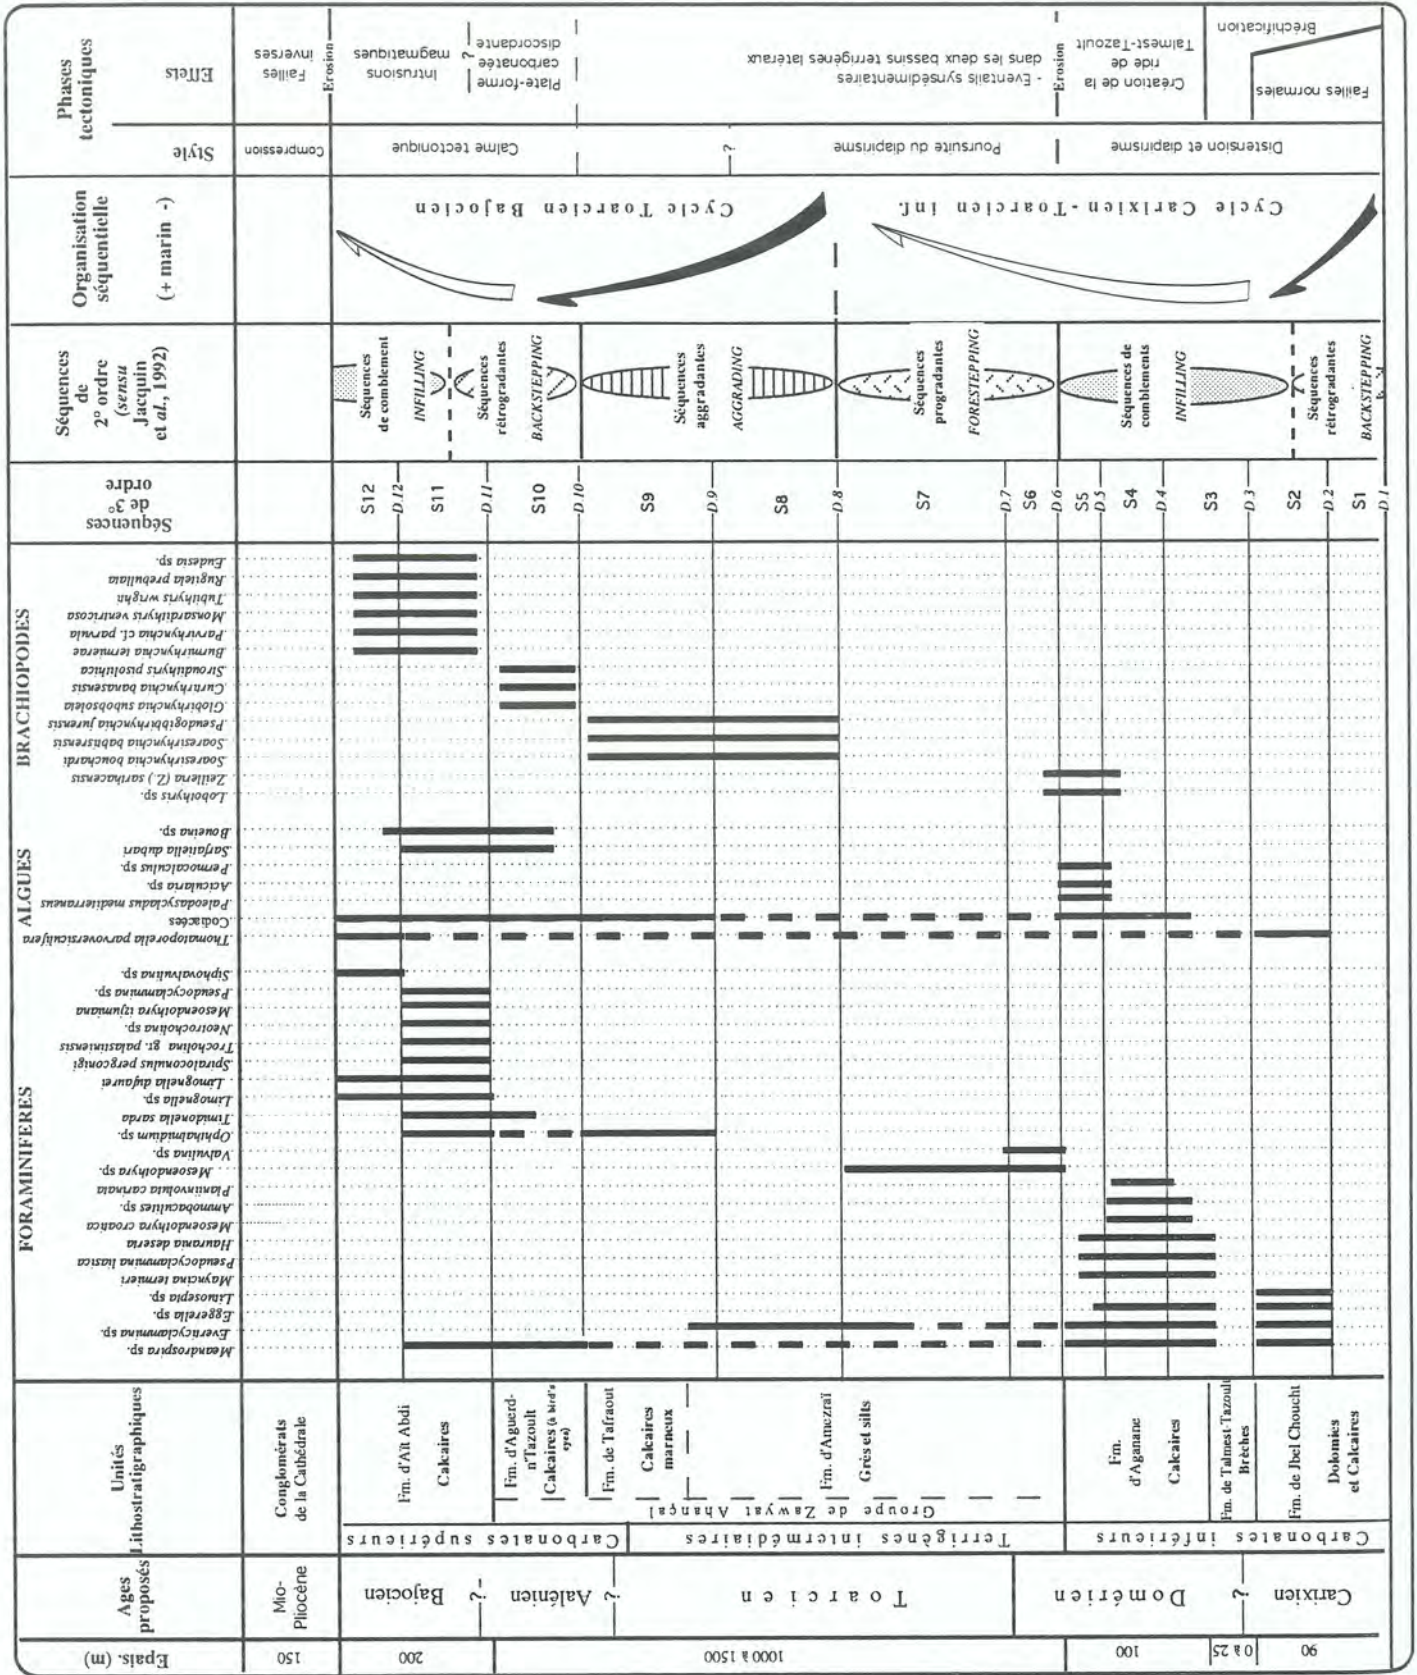 Phases
tectoniques
Effets
Style
Failles
inverses
Erosion
Intrusions
magmatiques
?
Plate-forme
carbonatée
discordante
- Eventails synsédimentaires
dans les deux bassins terrigènes latéraux
Erosion
Création de la
ride de
Talmest-Tazoult
Bréchification
Failles normales
Compression
Calme tectonique
?
Poursuite du diapirisme
Distension et diapirisme
Organisation
séquentielle
(+ marin -)
Cycle Toarcien Bajocien
Cycle Carixien - Toarcien inf.
Séquences
de
2° ordre
(sensu
Jacquin
et al., 1992)
Séquences
de comblement
INFILLING
Séquences
rétrogradantes
BACKSTEPPING
Séquences
aggradantes
AGGRADING
Séquences
progradantes
FORESTEPPING
Séquences de
comblements
INFILLING
Séquences
rétrogradantes
BACKSTEPPING
Séquences
de 3°
ordre
S12
D.12
S11
D.11
S10
D.10
S9
D.9
S8
D.8
S7
D.7
S6
D.6
S5
D.5
S4
D.4
S3
D.3
S2
D.2
S1
D.1
BRACHIOPODES
Eudesia sp.
Rugitela prebullata
Tubithyris wrighti
Monsardithyris ventricosa
Parvirhynchia cf. parvula
Burmirhynchia termierae
Stroudithyris pisolithica
Curtirhynchia banasensis
Globirhynchia subobsoleta
Pseudogibbirhynchia jurensis
Soaresirhynchia babtisrensis
Soaresirhynchia bouchardi
Zeilleria (Z.) sarthacensis
Lobothyris sp.
ALGUES
Boueina sp.
Sarfatiella dubari
Permocalculus sp.
Acicularia sp.
Paleodasycladus mediterraneus
Codiacées
Thomatoporella parvovesiculifera
FORAMINIFERES
Siphovalvulina sp.
Pseudocyclammina sp.
Mesoendothyra izjumiana
Neotrocholina sp.
Trocholina gr. palastiniensis
Spiraloconulus pergconigi
Limognella dufaurei
Limognella sp.
Timidonella sarda
Ophthalmidium sp.
Valvulina sp.
Mesoendothyra sp.
Planiinvoluta carinata
Ammobaculites sp.
Mesoendothyra croatica
Haurania deserta
Pseudocyclammina liasica
Mayncina termieri
Lituosepta sp.
Eggerella sp.
Everticyclammina sp
Meandrospira sp.
Unités
Lithostratigraphiques
Conglomérats
de la Cathédrale
Fm. d'Aït Abdi
Calcaires
Fm. d'Aguerd-
n'Tazoult
Calcaires (à bird's
eyes)
Fm. de Tafraout
Calcaires
marneux
Fm. d'Amezraï
Grès et silts
Fm.
d'Aganane
Calcaires
Fm. de Talmest-Tazoult
Brèches
Fm. de Jbel Choucht
Dolomies
et Calcaires
Groupe de Zawyat Ahançal
Carbonates supérieurs
Terrigènes intermédiaires
Carbonates inférieurs
Ages
proposés
Mio-
Pliocène
Bajocien
?
Aalénien
?
Toarcien
Domérien
?
Carixien
Epais. (m)
150
200
1000 à 1500
100
0 à 25
90